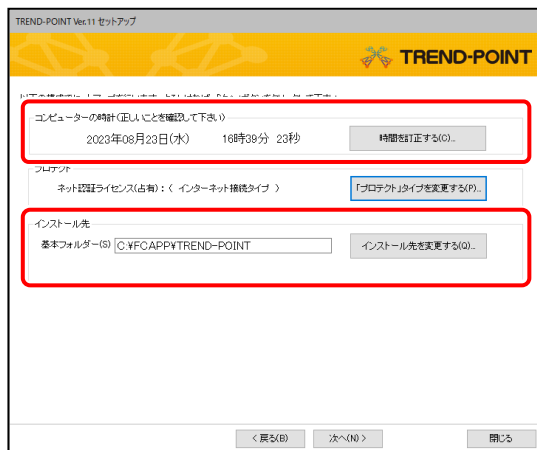 TREND-POINT Ver.11 セットアップ
TREND-POINT
コンピューターの時計(正しいことを確認して下さい)
2023年08月23日(水) 16時39分 23秒
時間を訂正する(C)...
プロテクト
ネット認証ライセンス(占有):〈 インターネット接続タイプ 〉
「プロテクト」タイプを変更する(P)...
インストール先
基本フォルダー(S)
C:¥FCAPP¥TREND-POINT
インストール先を変更する(Q)...
< 戻る(B)
次へ(N) >
閉じる